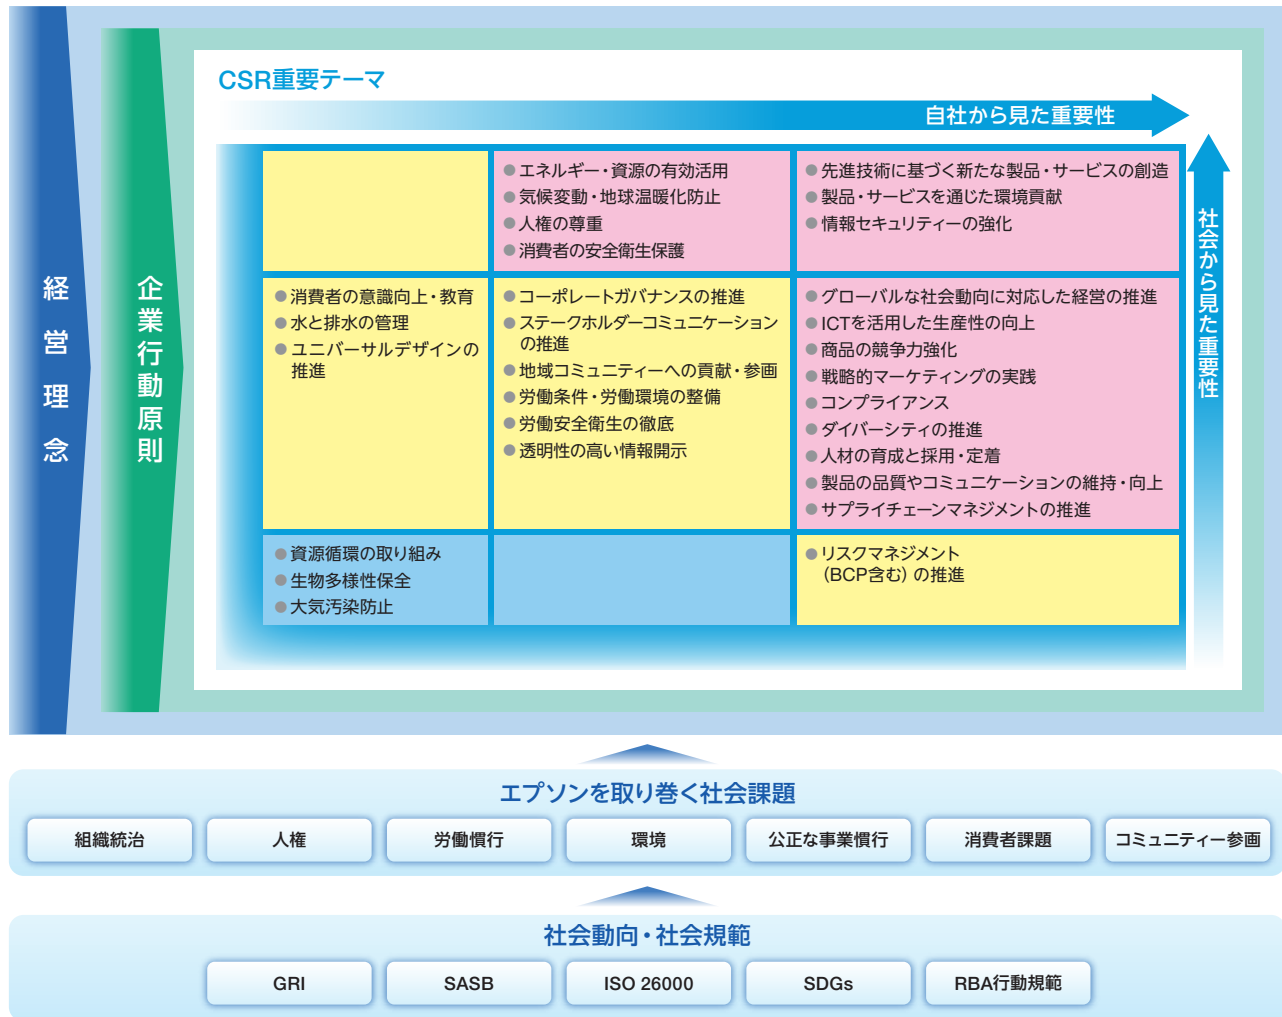 経営理念
企業行動原則
CSR重要テーマ
自社から見た重要性
社会から見た重要性
●エネルギー・資源の有効活用
●気候変動・地球温暖化防止
●人権の尊重
●消費者の安全衛生保護
●先進技術に基づく新たな製品・サービスの創造
●製品・サービスを通じた環境貢献
●情報セキュリティーの強化
●消費者の意識向上・教育
●水と排水の管理
●ユニバーサルデザインの
推進
●コーポレートガバナンスの推進
●ステークホルダーコミュニケーション
の推進
●地域コミュニティーへの貢献・参画
●労働条件・労働環境の整備
●労働安全衛生の徹底
●透明性の高い情報開示
●グローバルな社会動向に対応した経営の推進
●ICTを活用した生産性の向上
●商品の競争力強化
●戦略的マーケティングの実践
●コンプライアンス
●ダイバーシティの推進
●人材の育成と採用・定着
●製品の品質やコミュニケーションの維持・向上
●サプライチェーンマネジメントの推進
●資源循環の取り組み
●生物多様性保全
●大気汚染防止
●リスクマネジメント
（BCP含む）の推進
エプソンを取り巻く社会課題
組織統治
人権
労働慣行
環境
公正な事業慣行
消費者課題
コミュニティー参画
社会動向・社会規範
GRI
SASB
ISO 26000
SDGs
RBA行動規範